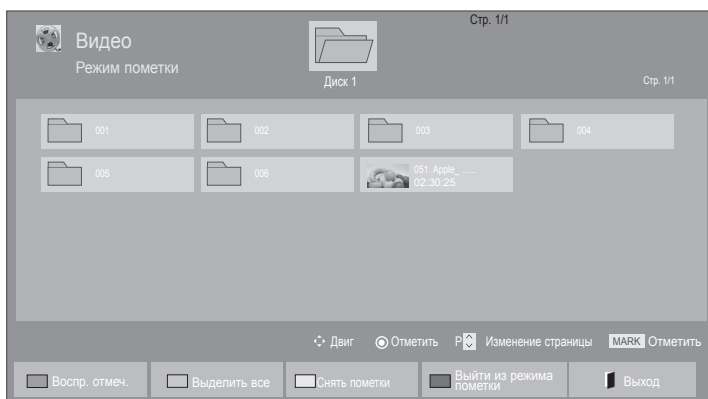 Стр. 1/1
Видео
Режим пометки
Диск 1
Стр. 1/1
001
002
003
004
005
006
051. Apple_ ......
02:30:25
Двиг
Отметить
P
Изменение страницы
MARK Отметить
Воспр. отмеч.
Выделить все
Снять пометки
Выйти из режима
пометки
Выход